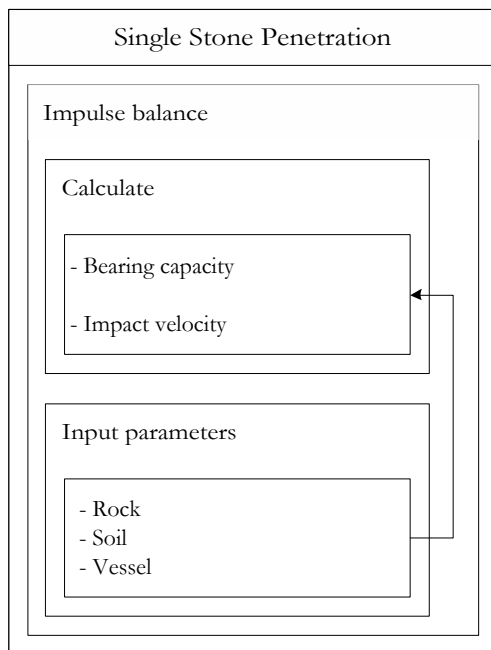 Single Stone Penetration
Impulse balance
Calculate
- Bearing capacity
- Impact velocity
Input parameters
- Rock
- Soil
- Vessel